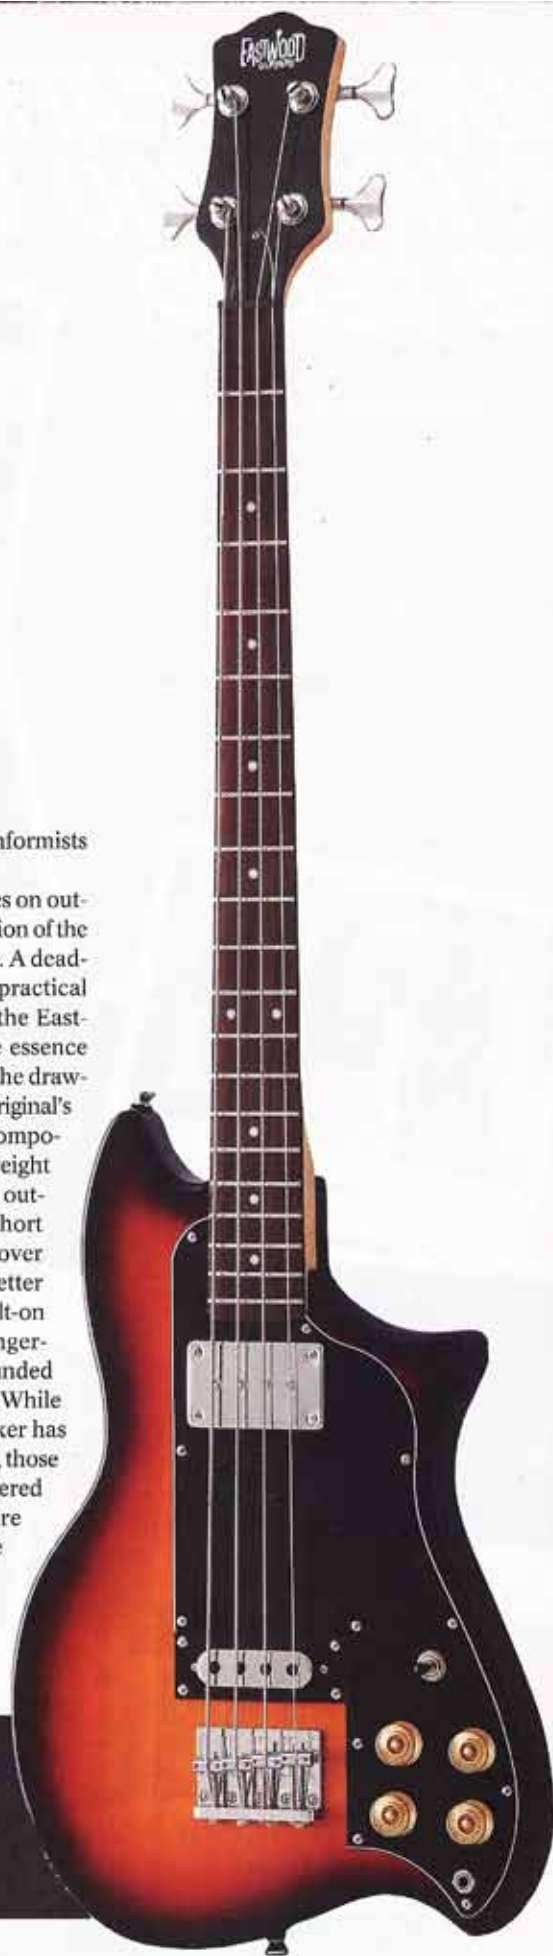 EASTWOOD
GUITARS
nformists
es on out-
ion of the
. A dead-
practical
the East-
e essence
he draw-
riginal's
ompo-
eight
out-
hort
over
etter
lt-on
nger-
unded
While
ker has
, those
ered
re
e